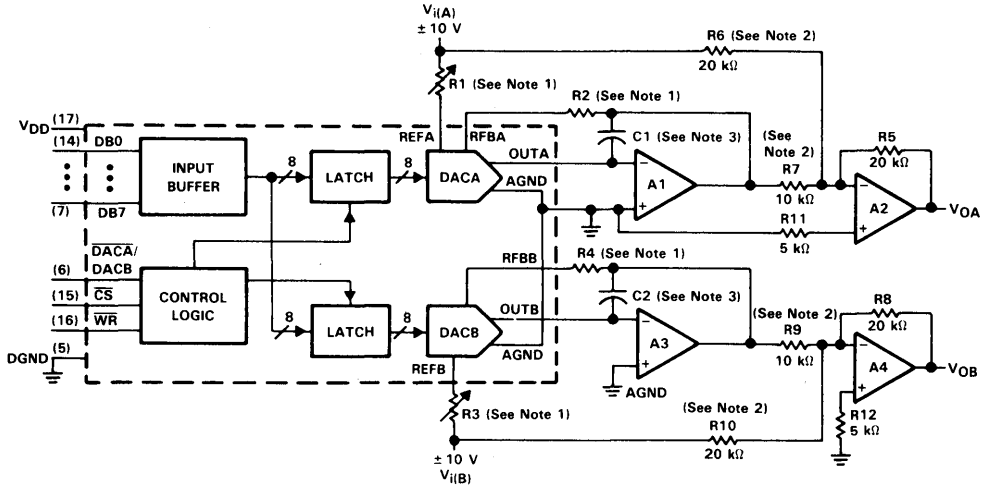 Vi(A)
± 10 V
R6 (See Note 2)
20 kΩ
R1 (See Note 1)
R2 (See Note 1)
C1 (See Note 3)
(See
Note 2)
R7
10 kΩ
R5
20 kΩ
VDD
(17)
(14)
DB0
(7)
DB7
INPUT
BUFFER
8
LATCH
8
REFA
RFBA
DACA
OUTA
AGND
A1
A2
VOA
R11
5 kΩ
DACA/
DACB
(6)
(15)
CS
(16)
WR
DGND
(5)
CONTROL
LOGIC
8
LATCH
8
DACB
RFBB
OUTB
AGND
REFB
R4 (See Note 1)
C2 (See Note 3)
A3
AGND
(See Note 2)
R9
10 kΩ
R8
20 kΩ
A4
VOB
R12
5 kΩ
R3 (See Note 1)
(See Note 2)
R10
20 kΩ
± 10 V
Vi(B)